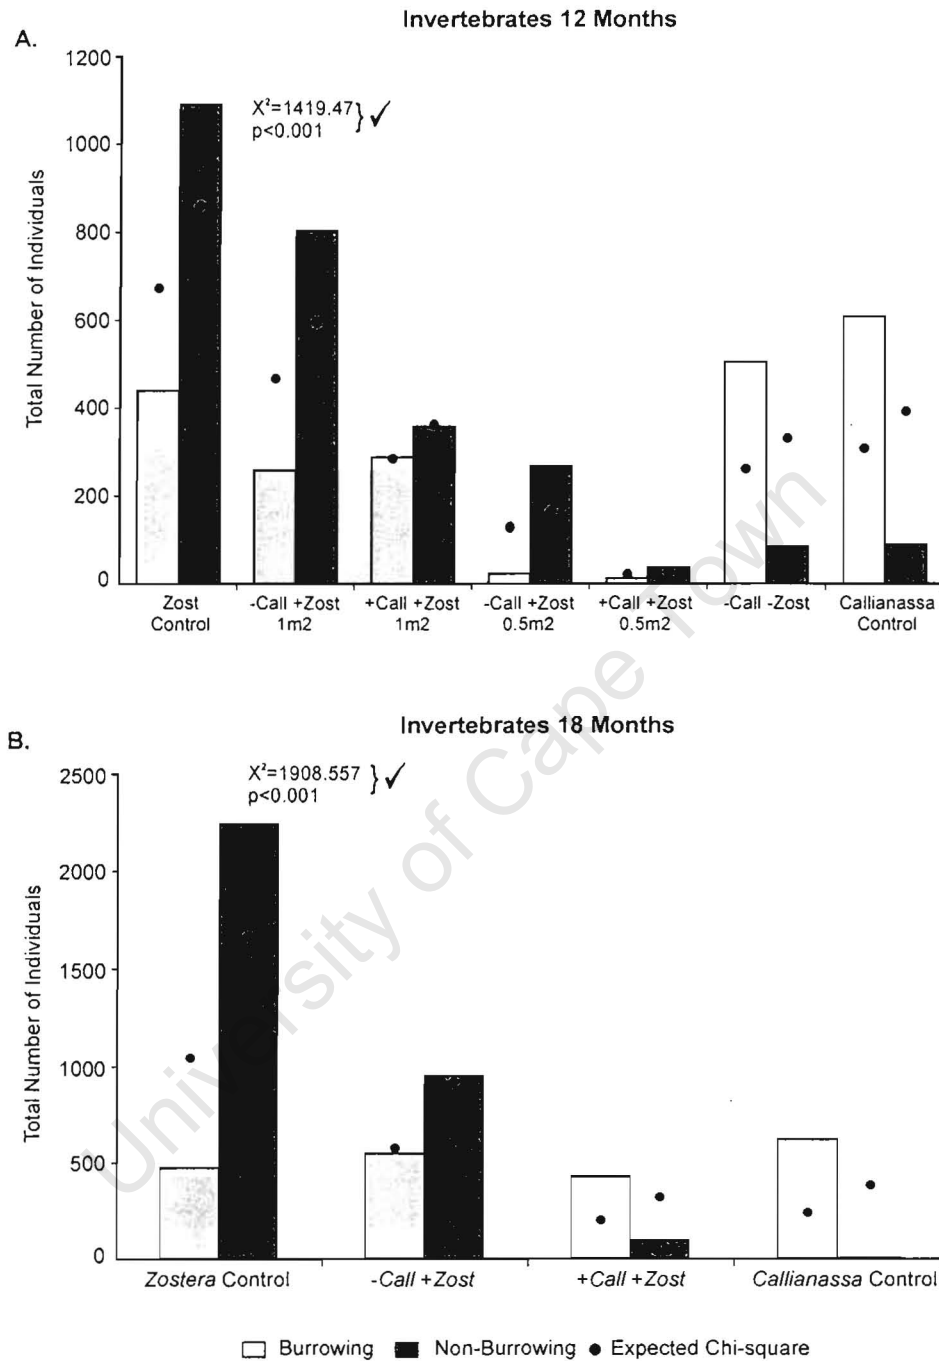 Invertebrates 12 Months
A.
1200
1000
800
600
400
200
0
Total Number of Individuals
X²=1419.47
p<0.001
Zost
Control
-Call +Zost
1m2
+Call +Zost
1m2
-Call +Zost
0.5m2
+Call +Zost
0.5m2
-Call -Zost
Callianassa
Control
Invertebrates 18 Months
B.
2500
2000
1500
1000
500
0
Total Number of Individuals
X²=1908.557
p<0.001
Zostera Control
-Call +Zost
+Call +Zost
Callianassa Control
Burrowing
Non-Burrowing
Expected Chi-square
University of Cape Town